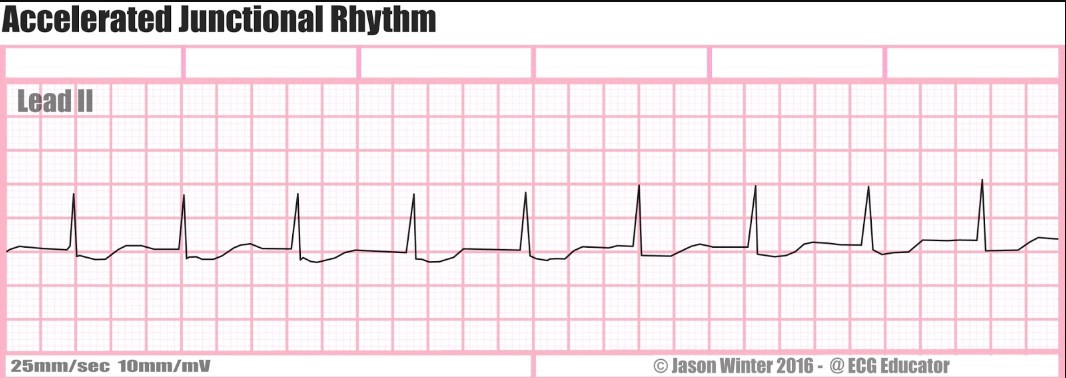 Accelerated Junctional Rhythm
Lead II
25mm/sec 10mm/mV
© Jason Winter 2016 - @ ECG Educator